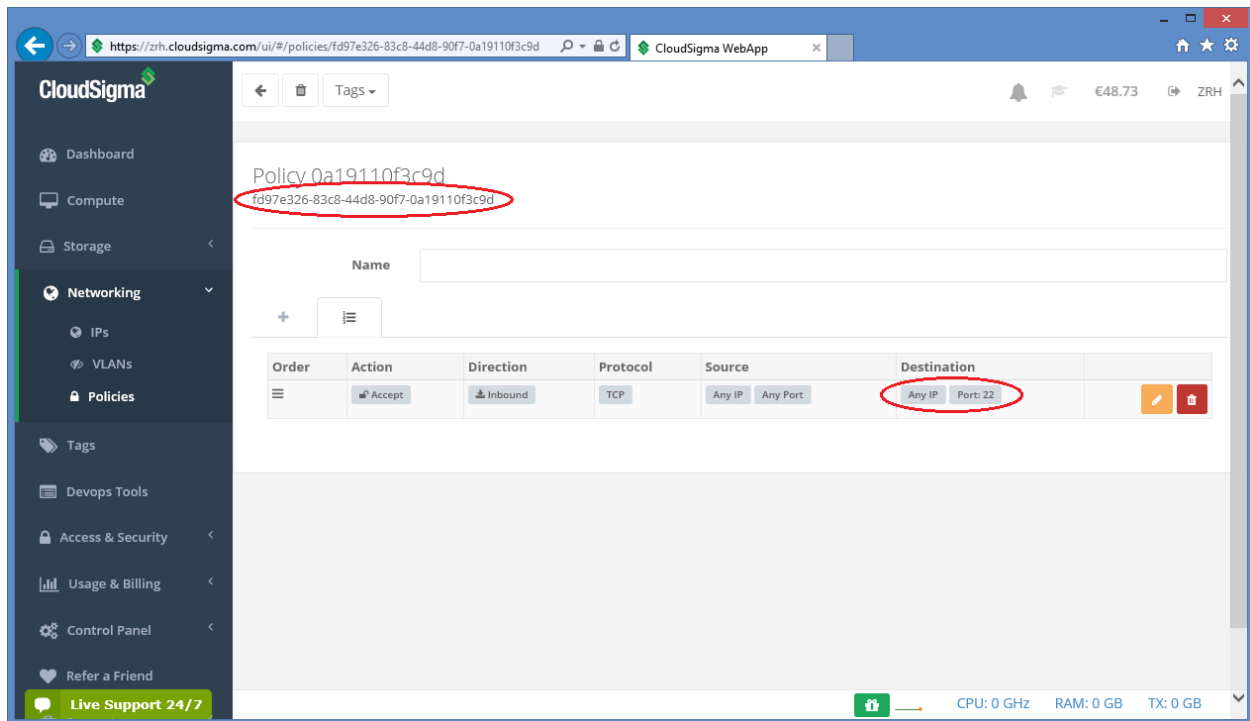 https://zrh.cloudsigma.com/ui/#/policies/fd97e326-83c8-44d8-90f7-0a19110f3c9d
CloudSigma WebApp
CloudSigma
Tags
€48.73
ZRH
Dashboard
Compute
Storage
Networking
IPs
VLANs
Policies
Tags
Devops Tools
Access & Security
Usage & Billing
Control Panel
Refer a Friend
Live Support 24/7
Policy 0a19110f3c9d
fd97e326-83c8-44d8-90f7-0a19110f3c9d
Name
Order Action Direction Protocol Source Destination
Accept Inbound TCP Any IP Any Port Any IP Port: 22
CPU: 0 GHz RAM: 0 GB TX: 0 GB